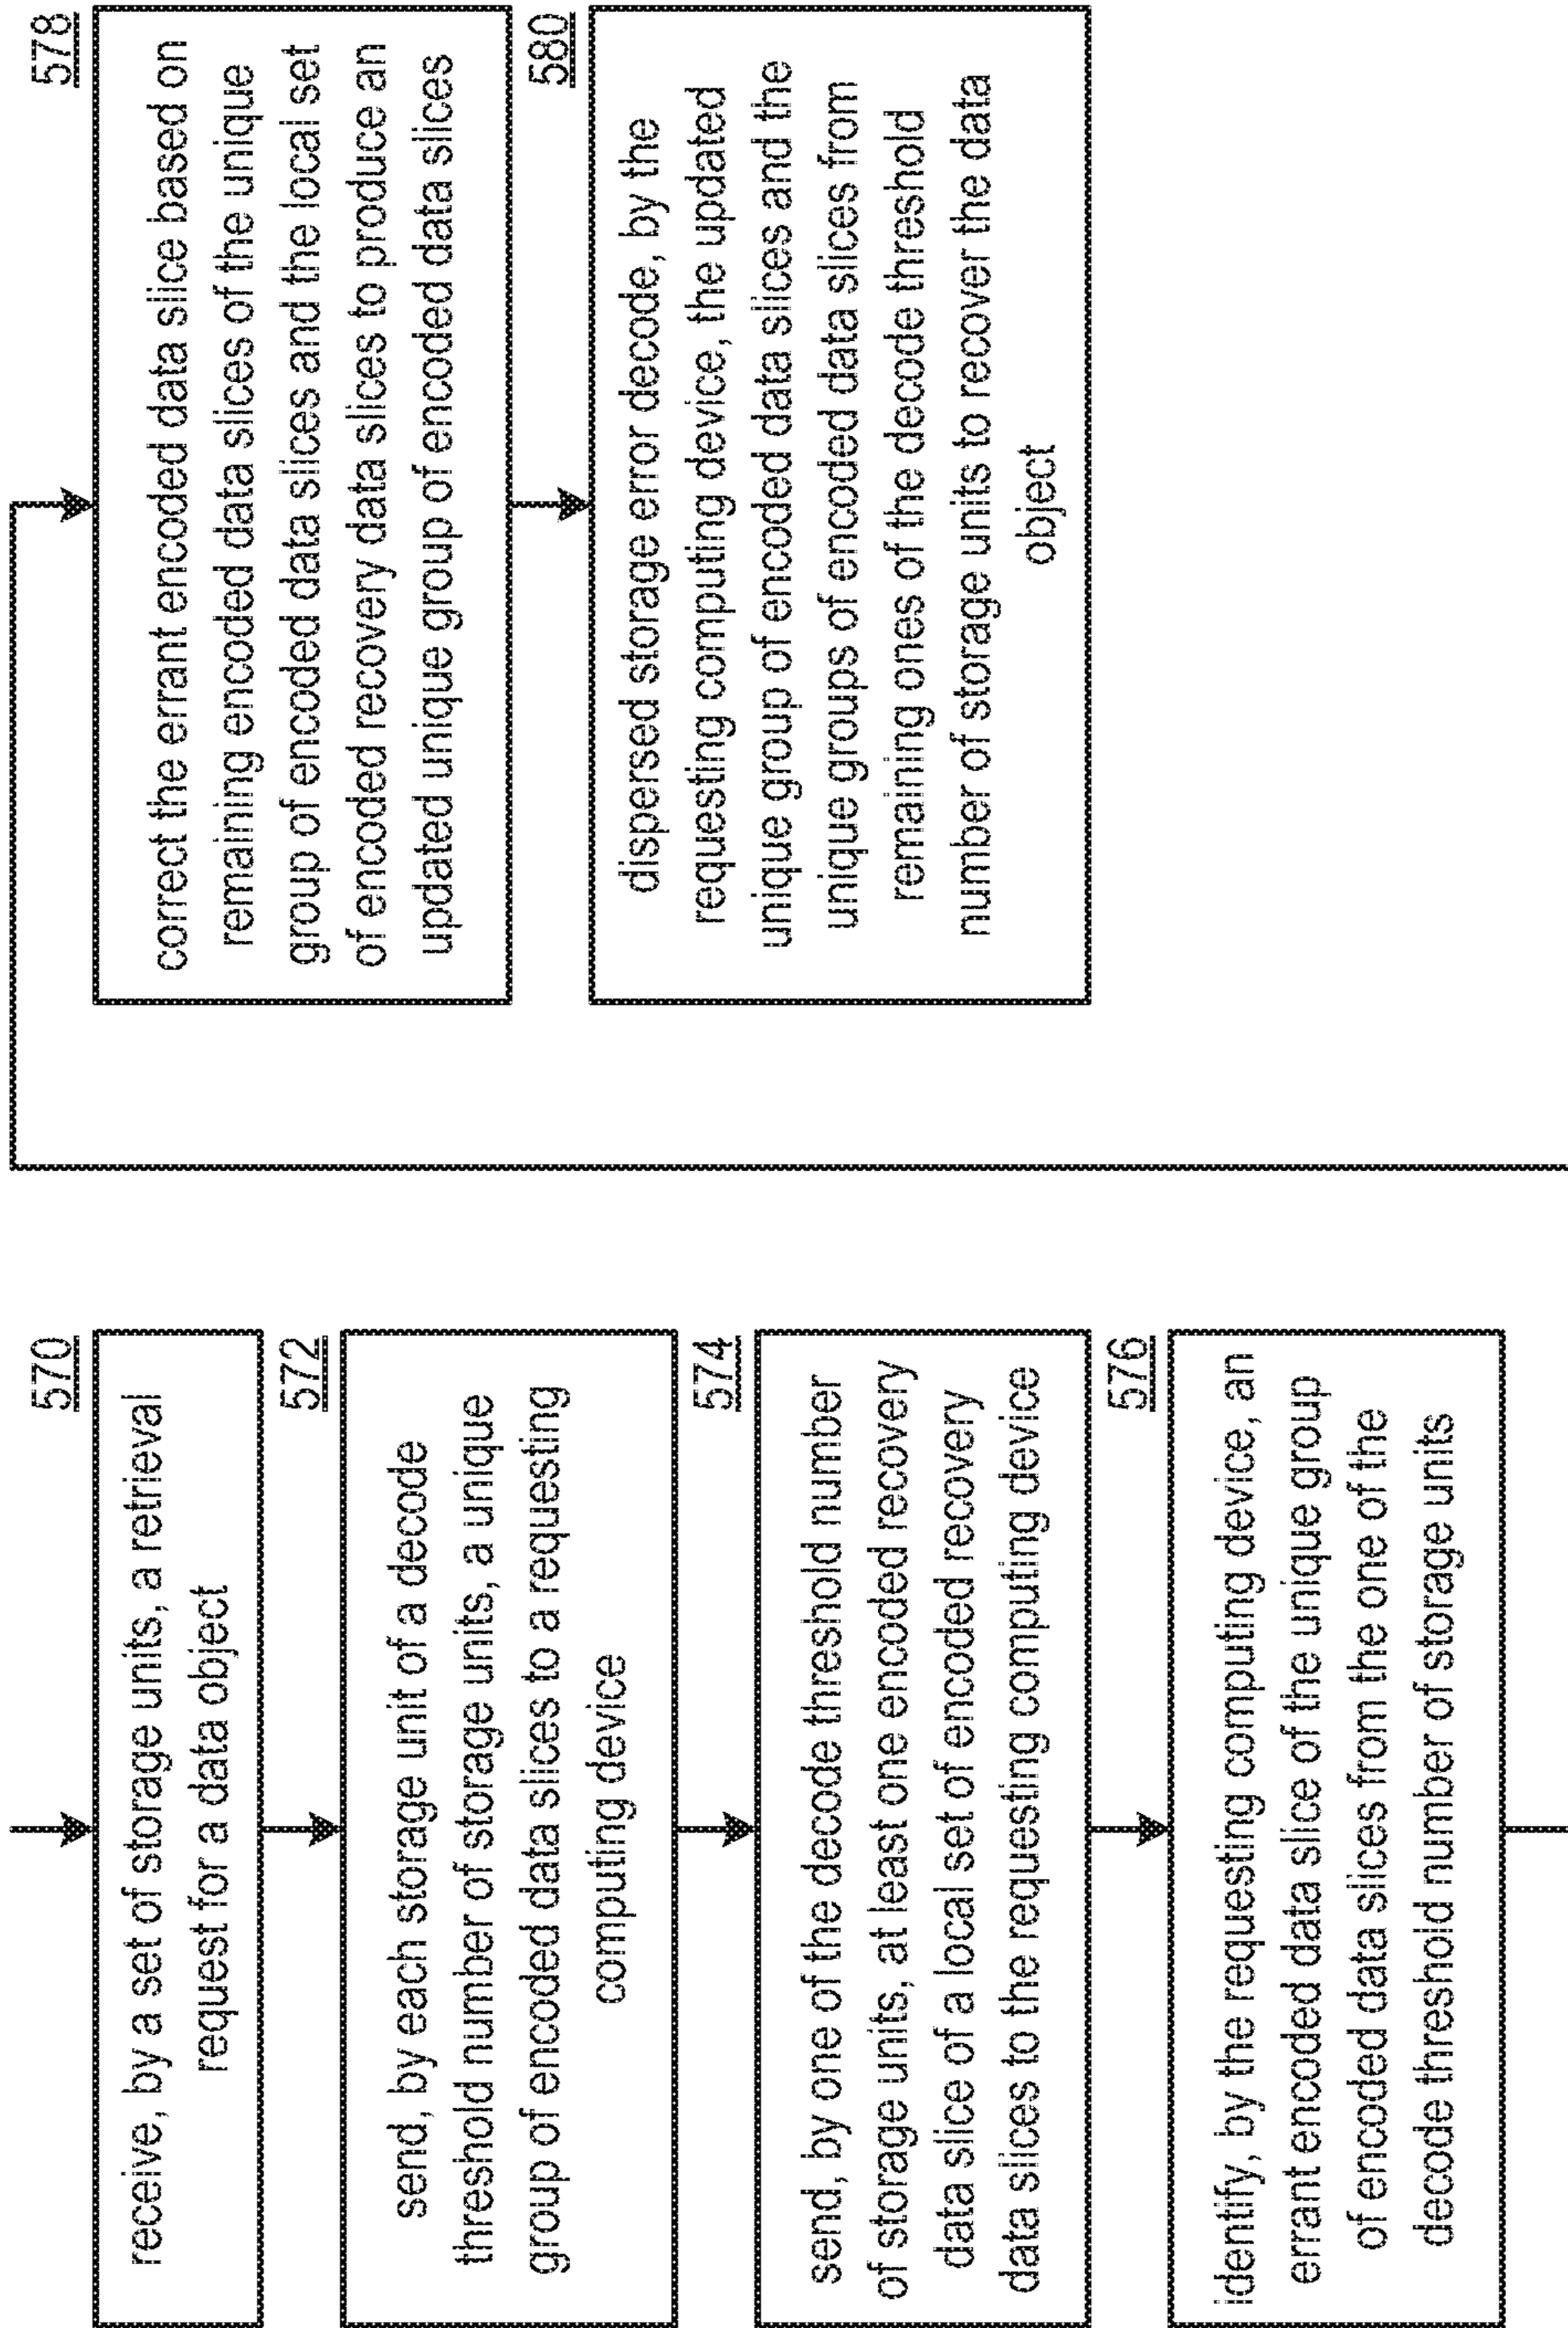 570
receive, by a set of storage units, a retrieval
request for a data object
572
send, by each storage unit of a decode
threshold number of storage units, a unique
group of encoded data slices to a requesting
computing device
574
send, by one of the decode threshold number
of storage units, at least one encoded recovery
data slice of a local set of encoded recovery
data slices to the requesting computing device
576
identify, by the requesting computing device, an
errant encoded data slice of the unique group
of encoded data slices from the one of the
decode threshold number of storage units
578
correct the errant encoded data slice based on
remaining encoded data slices of the unique
group of encoded data slices and the local set
of encoded recovery data slices to produce an
updated unique group of encoded data slices
580
dispersed storage error decode, by the
requesting computing device, the updated
unique group of encoded data slices and the
unique groups of encoded data slices from
remaining ones of the decode threshold
number of storage units to recover the data
object